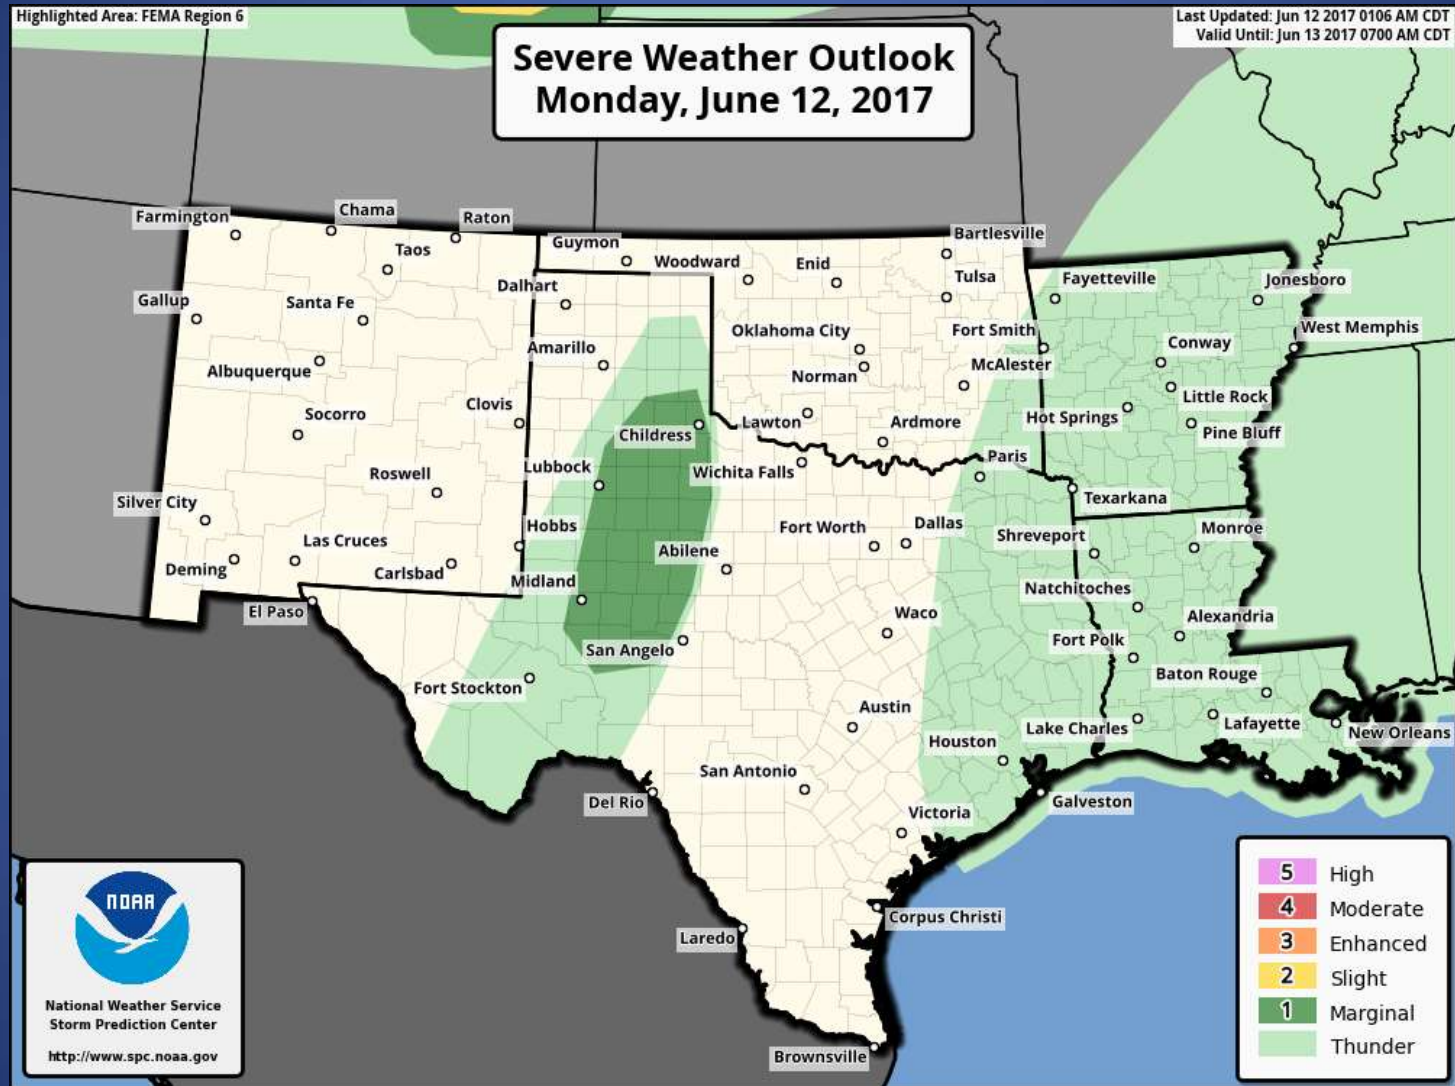 Highlighted Area: FEMA Region 6
Last Updated: Jun 12 2017 0106 AM CDT
Valid Until: Jun 13 2017 0700 AM CDT
Severe Weather Outlook
Monday, June 12, 2017
Farmington
Chama
Raton
Taos
Guymon
Woodward
Enid
Bartlesville
Tulsa
Fayetteville
Jonesboro
Gallup
Santa Fe
Dalhart
Oklahoma City
Fort Smith
West Memphis
Amarillo
Conway
Albuquerque
Norman
McAlester
Little Rock
Socorro
Clovis
Childress
Lawton
Ardmore
Hot Springs
Pine Bluff
Roswell
Lubbock
Wichita Falls
Paris
Texarkana
Silver City
Las Cruces
Hobbs
Fort Worth
Dallas
Shreveport
Monroe
Deming
Carlsbad
Midland
Abilene
Natchitoches
El Paso
Waco
Alexandria
San Angelo
Fort Polk
Fort Stockton
Baton Rouge
Austin
Lake Charles
Lafayette
New Orleans
Houston
San Antonio
Del Rio
Galveston
Victoria
Corpus Christi
Laredo
Brownsville
NOAA
National Weather Service
Storm Prediction Center
http://www.spc.noaa.gov
5 High
4 Moderate
3 Enhanced
2 Slight
1 Marginal
Thunder